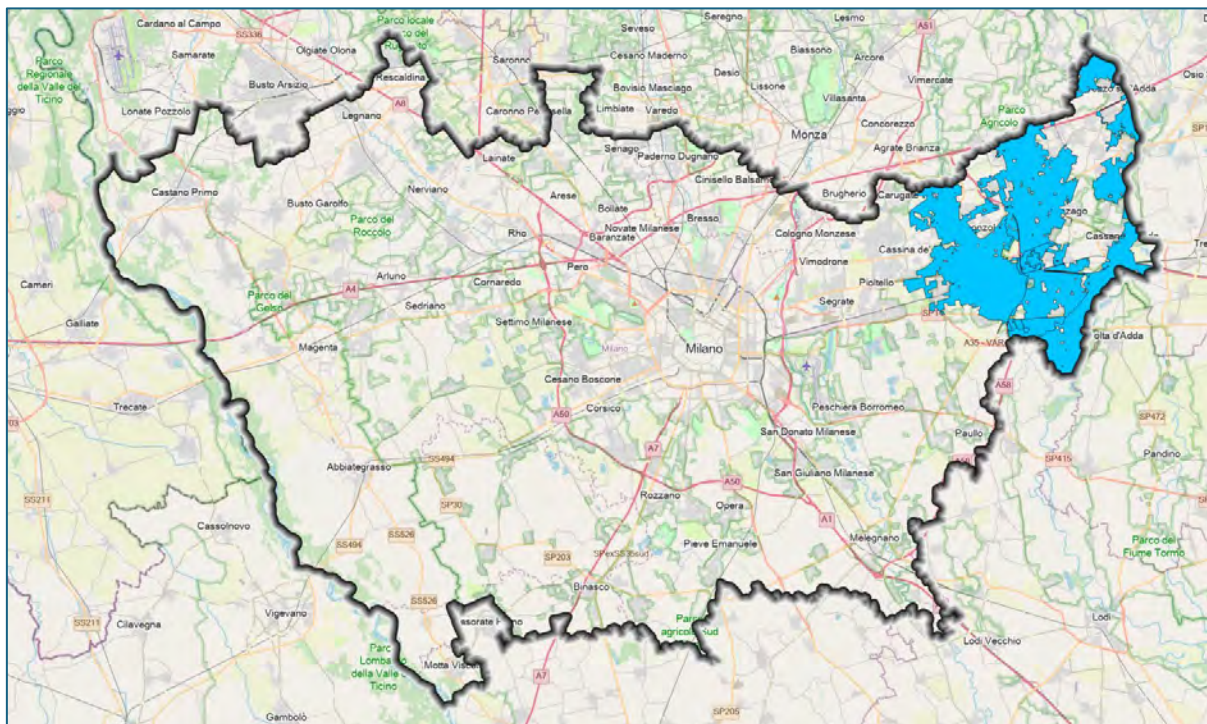 Cardano al Campo
SS336
Samarate
Olgiate Olona
Busto Arsizio
Parco
Regionale
della Valle del
Ticino
Lonate Pozzolo
Parco locale
Rescaldina
Saronno
Seveso
Seregno
Cesano Maderno
Biassono
Lesmo
Arcore
A51
Desio
Lissone
Vimercate
Villasanta
Bovisio Masciago
Limbiate
Varedo
Concorezzo
Parco
Agricolo
Osio
Legnano
A8
Monza
Agrate Brianza
Senago
Paderno Dugnano
Lainate
Castano Primo
Nerviano
Busto Garolfo
Parco del
Roccolo
Arese
Bollate
Cinisello Balsamo
Brugherio
Carugate
Rho
Novate Milanese
Baranzate
Bresso
Cologno Monzese
Vimodrone
Pero
Pioltello
Segrate
Cameri
Arluno
Cornaredo
A4
Parco del
Gelso
Sedriano
Settimo Milanese
Galliate
Magenta
Milano
Milano
Cesano Boscone
Corsico
Trecate
A50
Peschiera Borromeo
A58
Paullo
SP472
Pandino
SP415
San Donato Milanese
A7
Abbiategrasso
SS494
San Giuliano Milanese
SS211
Rozzano
A50
SP30
Opera
A1
Cassolnovo
Melegnano
SS494
SS526
SP203
SPexSS35sud
Pieve Emanuele
Parco del
Fiume Tormo
Binasco
Vigevano
SS526
SS211
Cilavegna
agricolo Sud
Lodi
Lodi Vecchio
Lombardo
della Valle
Ticino
A7
Gambolò
SP205